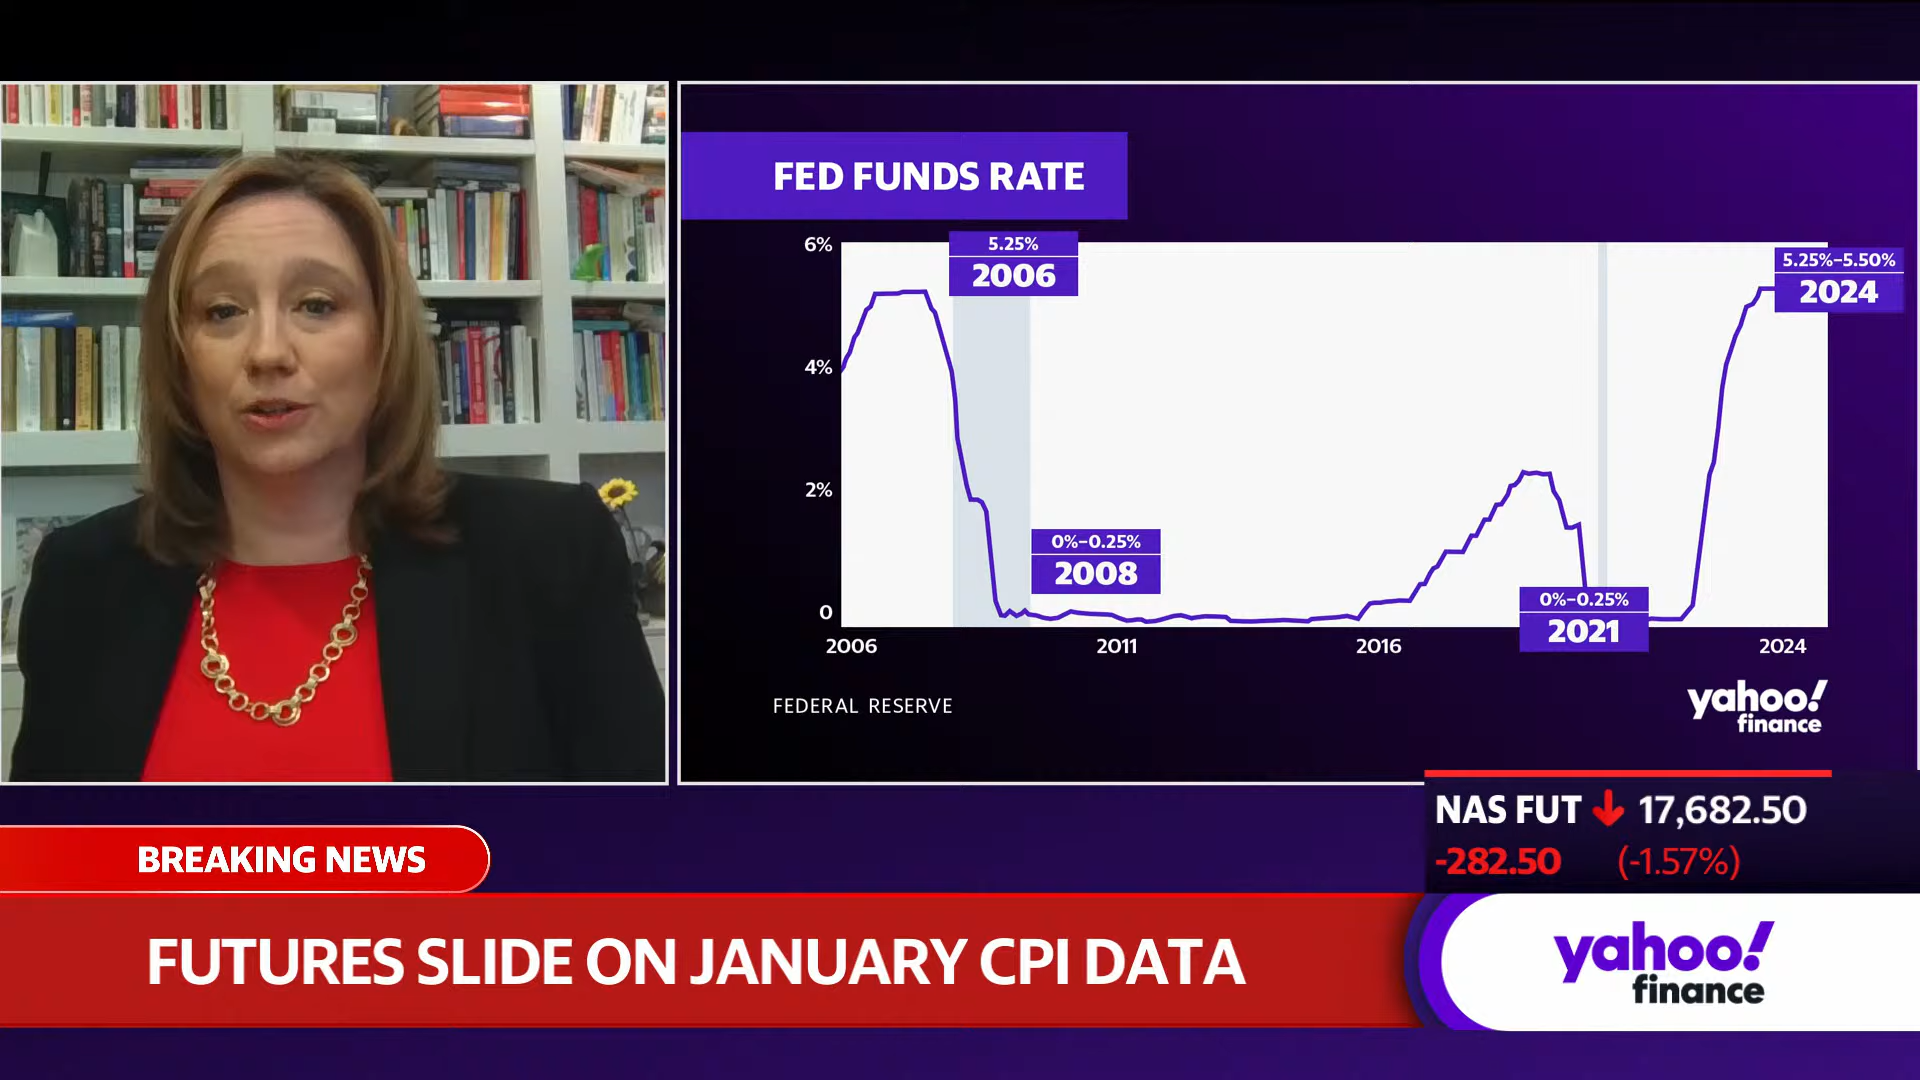 FED FUNDS RATE
6%
4%
2%
0
5.25%
2006
0%-0.25%
2008
0%-0.25%
2021
5.25%-5.50%
2024
2006
2011
2016
2024
FEDERAL RESERVE
yahoo!
finance
NAS FUT 17,682.50
-282.50 (-1.57%)
BREAKING NEWS
FUTURES SLIDE ON JANUARY CPI DATA
yahoo!
finance